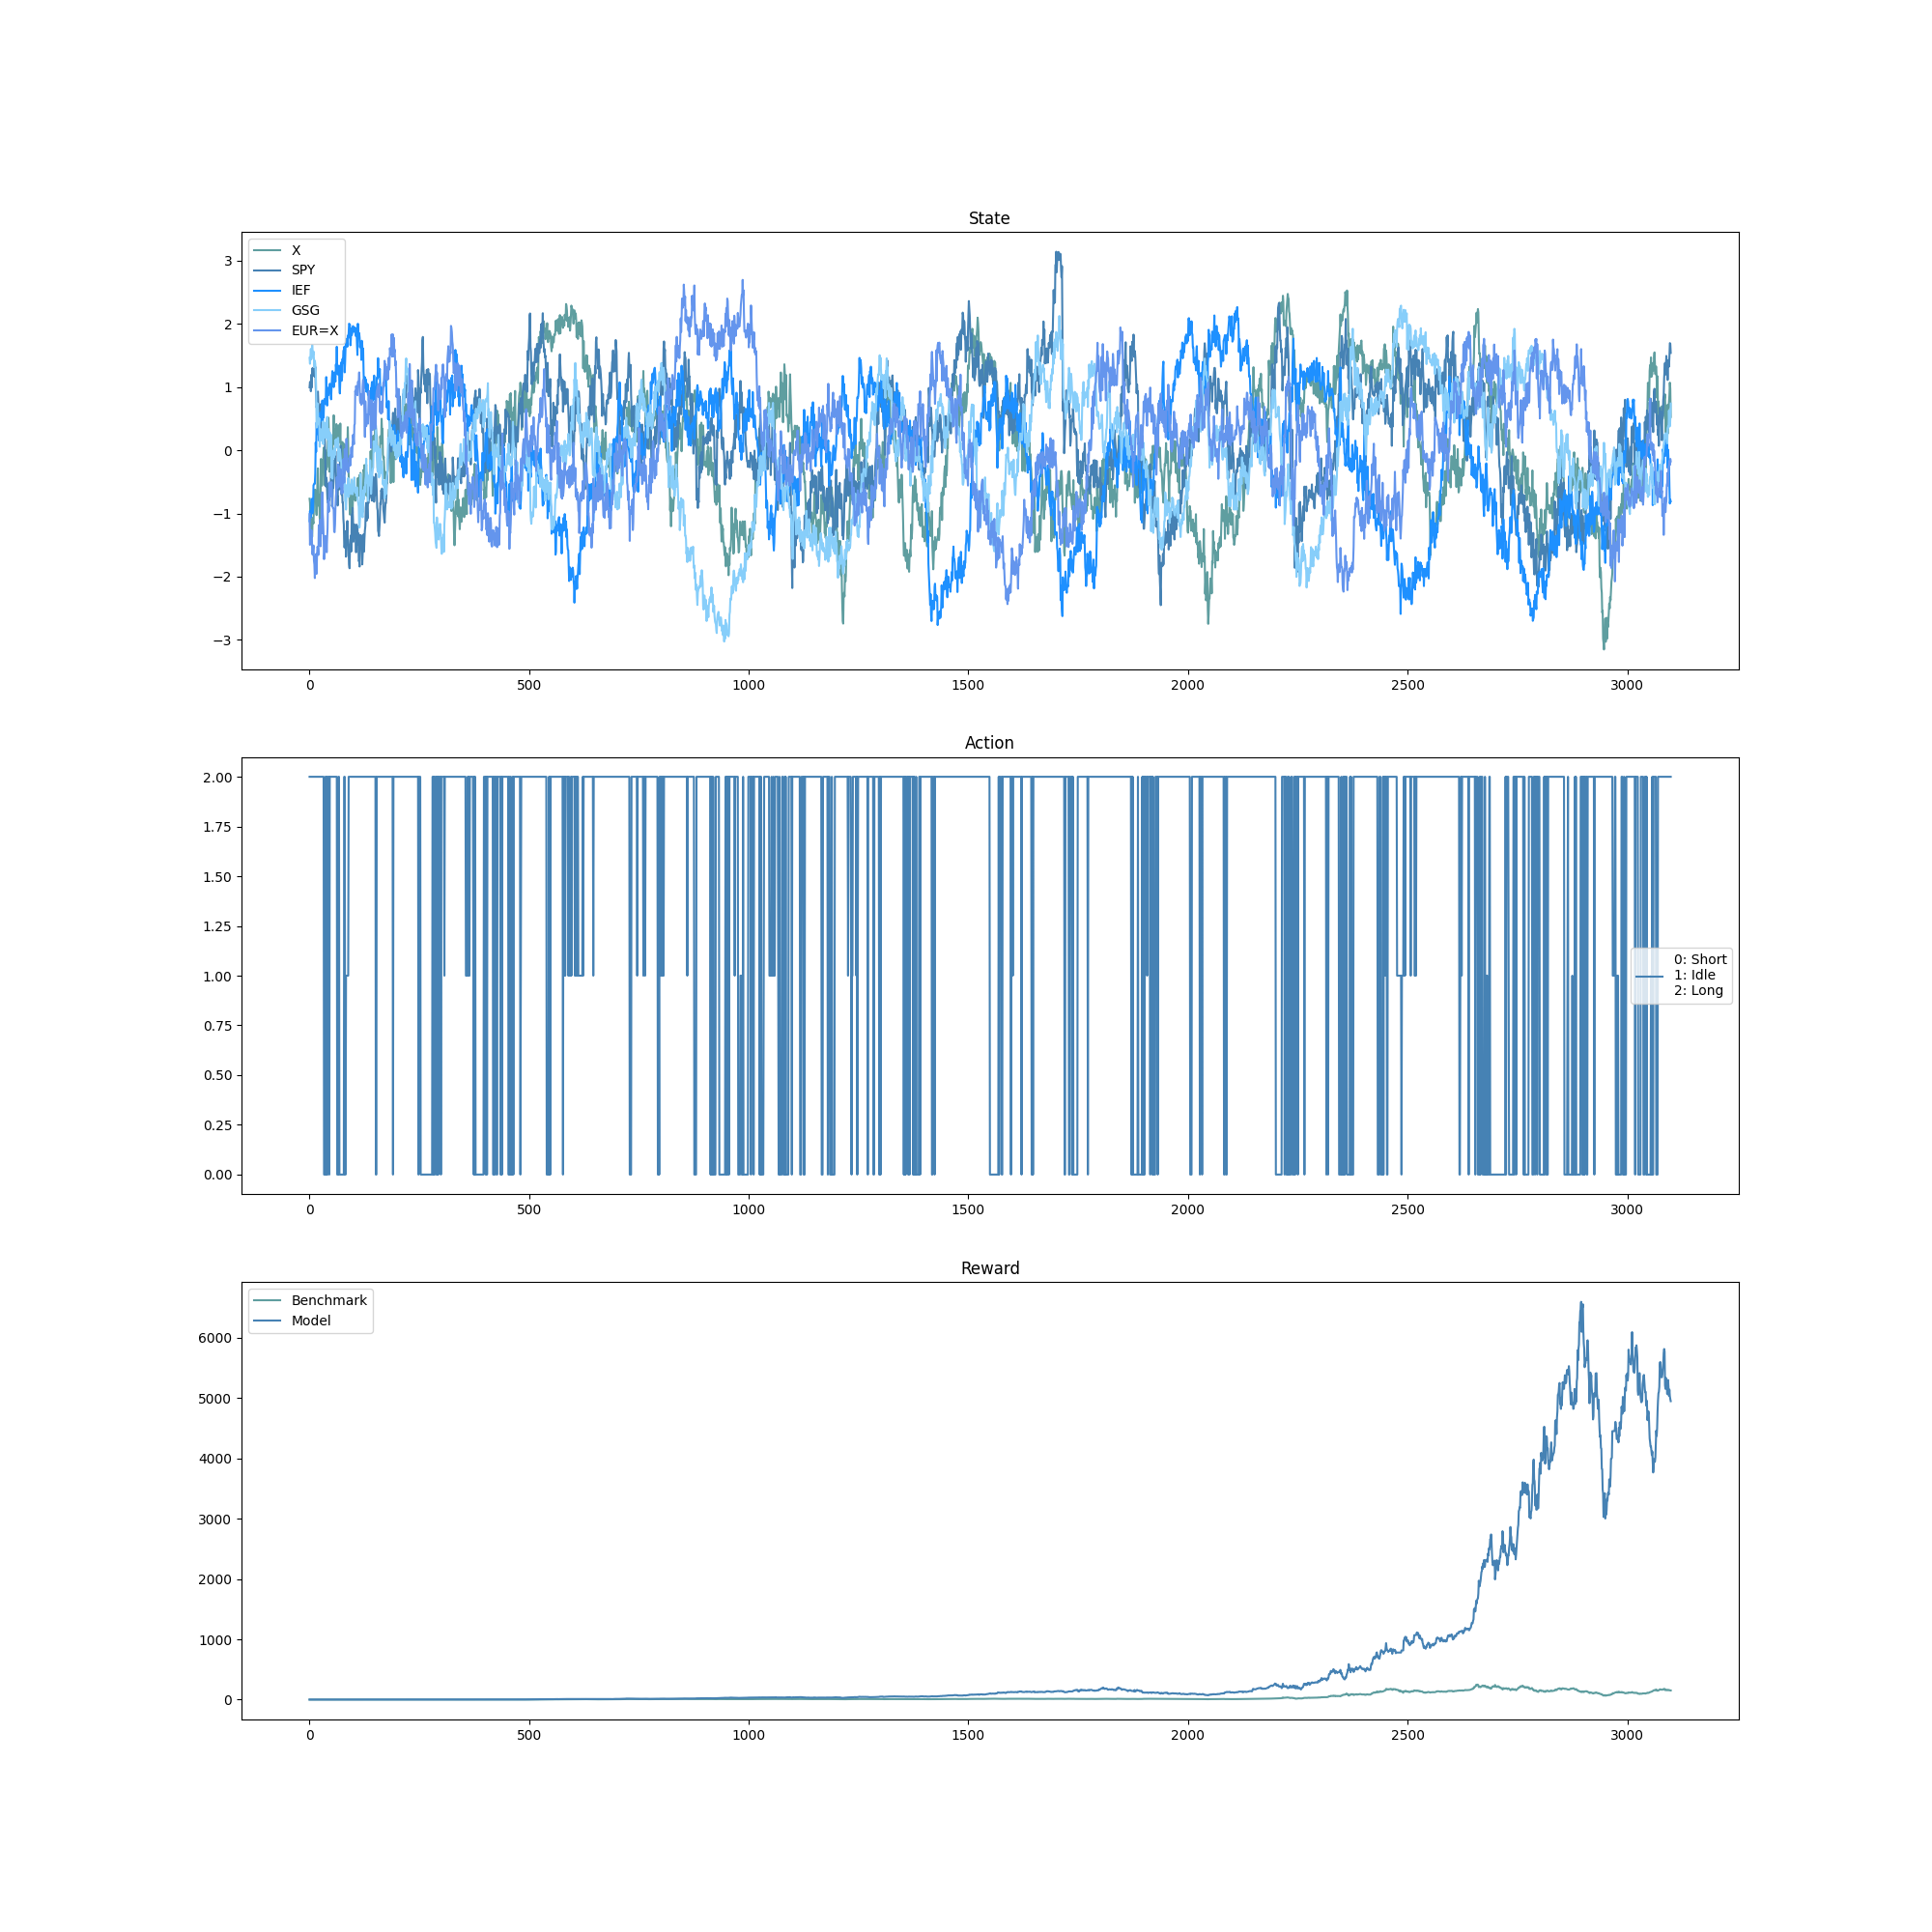 State
X
SPY
IEF
GSG
EUR=X
3
2
1
0
−1
−2
−3
0 500 1000 1500 2000 2500 3000
Action
2.00
1.75
1.50
1.25
1.00
0.75
0.50
0.25
0.00
0: Short
1: Idle
2: Long
0 500 1000 1500 2000 2500 3000
Reward
Benchmark
Model
6000
5000
4000
3000
2000
1000
0
0 500 1000 1500 2000 2500 3000